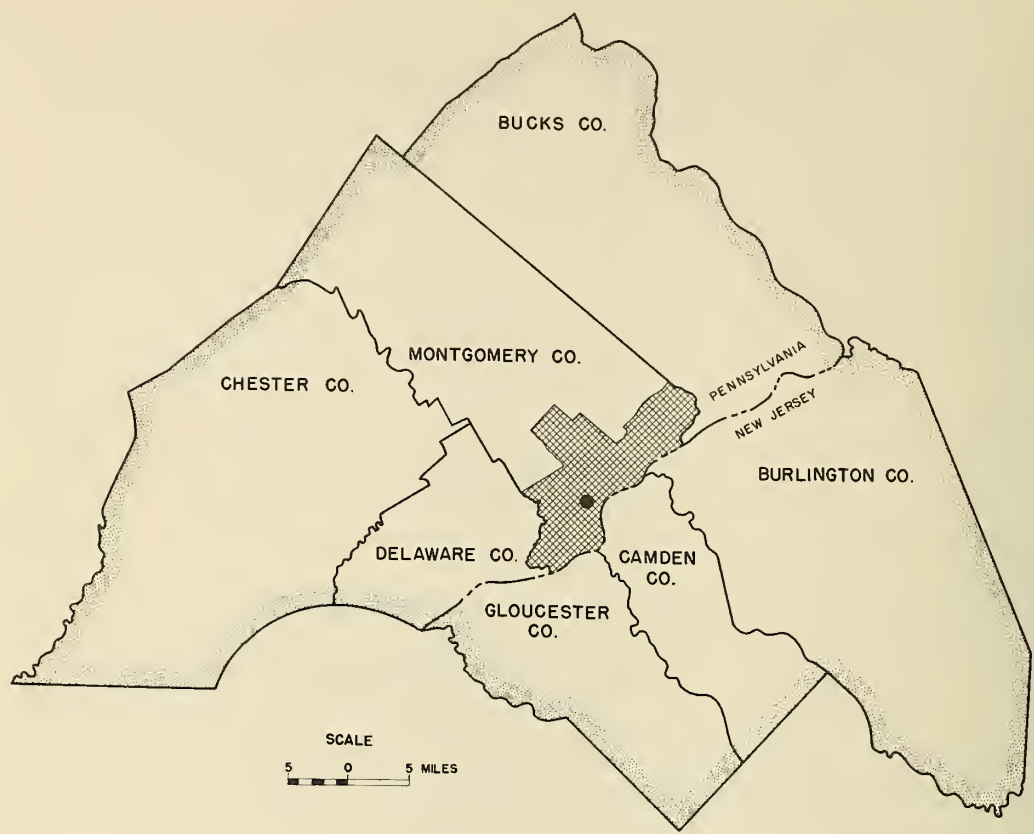 BUCKS CO.
MONTGOMERY CO.
CHESTER CO.
PENNSYLVANIA
NEW JERSEY
BURLINGTON CO.
DELAWARE CO.
CAMDEN
CO.
GLOUCESTER
CO.
SCALE
5 0 5 MILES